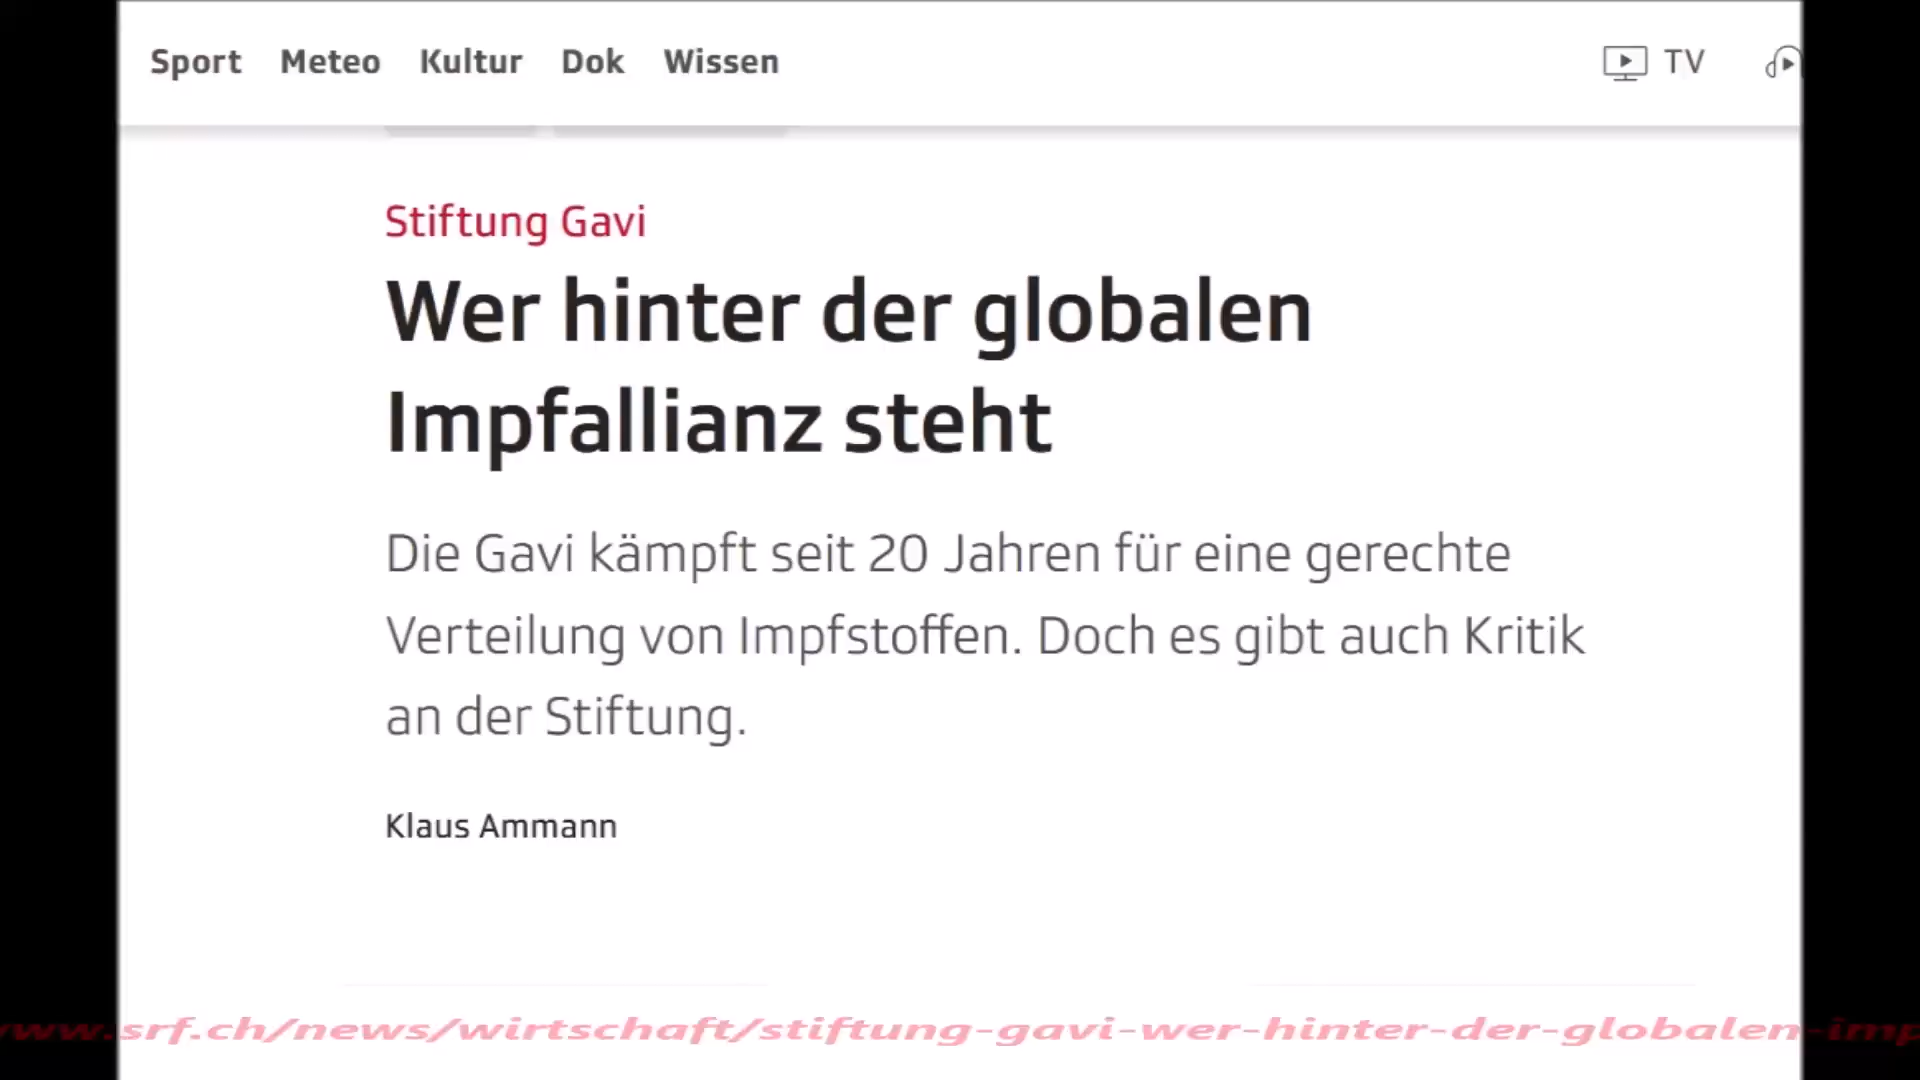 Sport Meteo Kultur Dok Wissen TV
Stiftung Gavi
Wer hinter der globalen
Impfallianz steht
Die Gavi kämpft seit 20 Jahren für eine gerechte
Verteilung von Impfstoffen. Doch es gibt auch Kritik
an der Stiftung.
Klaus Ammann
www.srf.ch/news/wirtschaft/stiftung-gavi-wer-hinter-der-globalen-imp